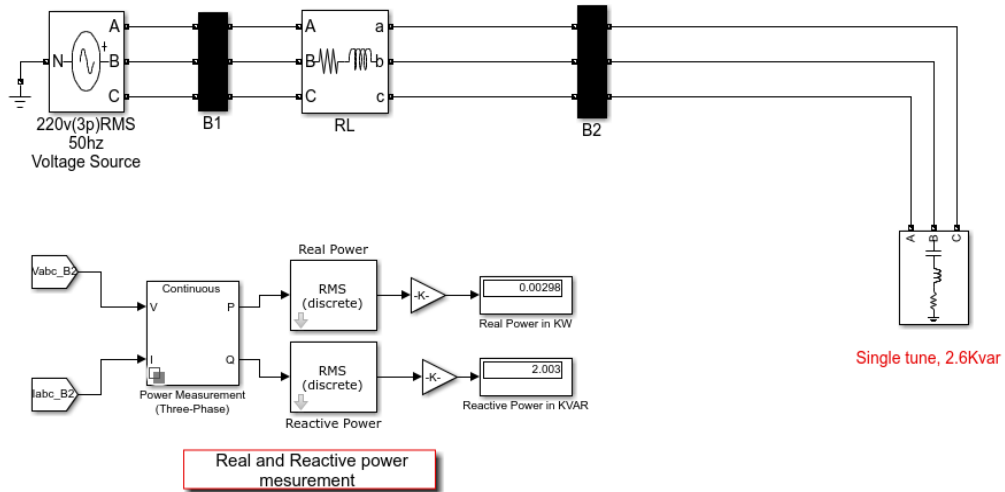 A
B
C
N
+
220v(3p)RMS
50hz
Voltage Source
B1
A
B
C
a
b
c
RL
B2
A
B
C
Single tune, 2.6Kvar
Vabc_B2
Iabc_B2
Continuous
V
P
I
Q
Power Measurement
(Three-Phase)
Real Power
RMS
(discrete)
-K-
0.00298
Real Power in KW
RMS
(discrete)
Reactive Power
-K-
2.003
Reactive Power in KVAR
Real and Reactive power
mesurement